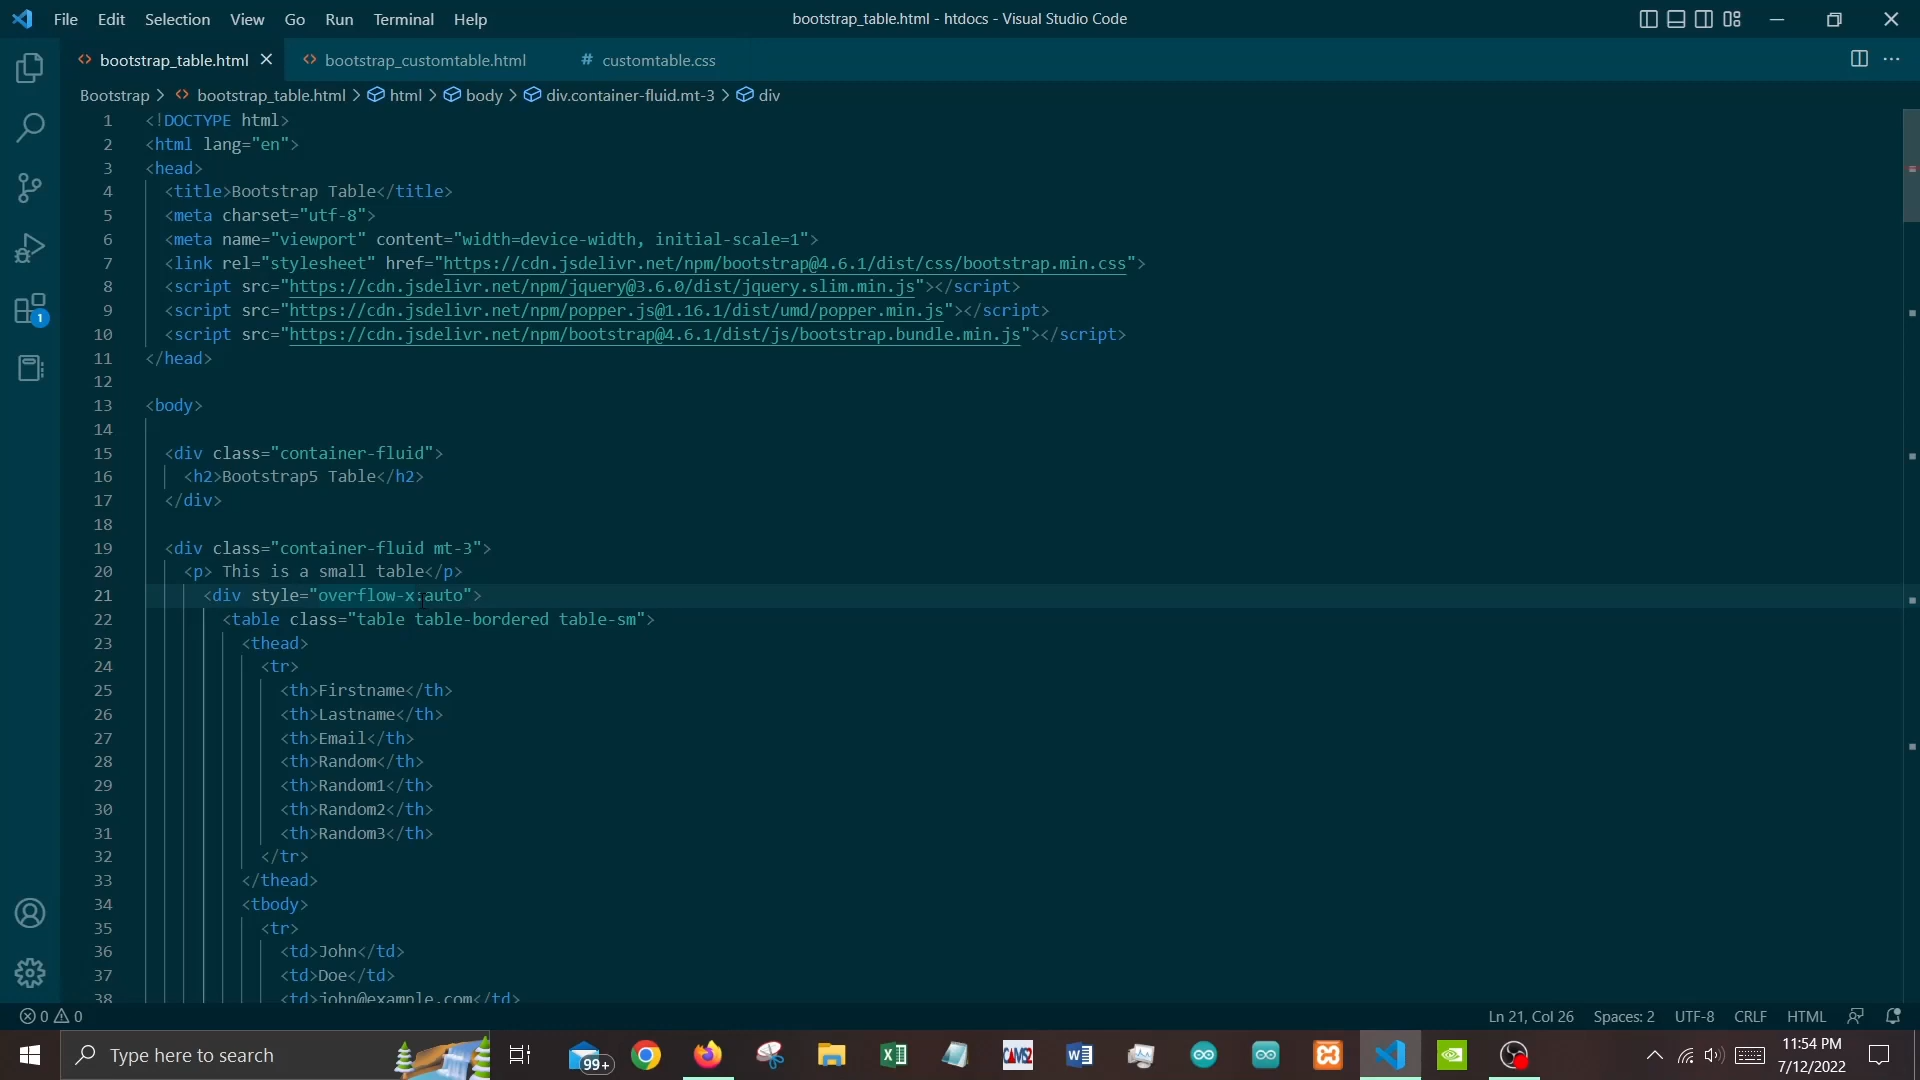 File Edit Selection View Go Run Terminal Help bootstrap_table.html - htdocs - Visual Studio Code
bootstrap_table.html bootstrap_customtable.html # customtable.css
Bootstrap > bootstrap_table.html > html > body > div.container-fluid.mt-3 > div
1 <!DOCTYPE html>
2 <html lang="en">
3 <head>
4 <title>Bootstrap Table</title>
5 <meta charset="utf-8">
6 <meta name="viewport" content="width=device-width, initial-scale=1">
7 <link rel="stylesheet" href="https://cdn.jsdelivr.net/npm/bootstrap@4.6.1/dist/css/bootstrap.min.css">
8 <script src="https://cdn.jsdelivr.net/npm/jquery@3.6.0/dist/jquery.slim.min.js"></script>
9 <script src="https://cdn.jsdelivr.net/npm/popper.js@1.16.1/dist/umd/popper.min.js"></script>
10 <script src="https://cdn.jsdelivr.net/npm/bootstrap@4.6.1/dist/js/bootstrap.bundle.min.js"></script>
11 </head>
12
13 <body>
14
15 <div class="container-fluid">
16 <h2>Bootstrap5 Table</h2>
17 </div>
18
19 <div class="container-fluid mt-3">
20 <p> This is a small table</p>
21 <div style="overflow-x:auto">
22 <table class="table table-bordered table-sm">
23 <thead>
24 <tr>
25 <th>Firstname</th>
26 <th>Lastname</th>
27 <th>Email</th>
28 <th>Random</th>
29 <th>Random1</th>
30 <th>Random2</th>
31 <th>Random3</th>
32 </tr>
33 </thead>
34 <tbody>
35 <tr>
36 <td>John</td>
37 <td>Doe</td>
38 <td>john@example.com</td>
1
0 0 Ln 21, Col 26 Spaces: 2 UTF-8 CRLF HTML
Type here to search 99+ CAMS2 11:54 PM
7/12/2022